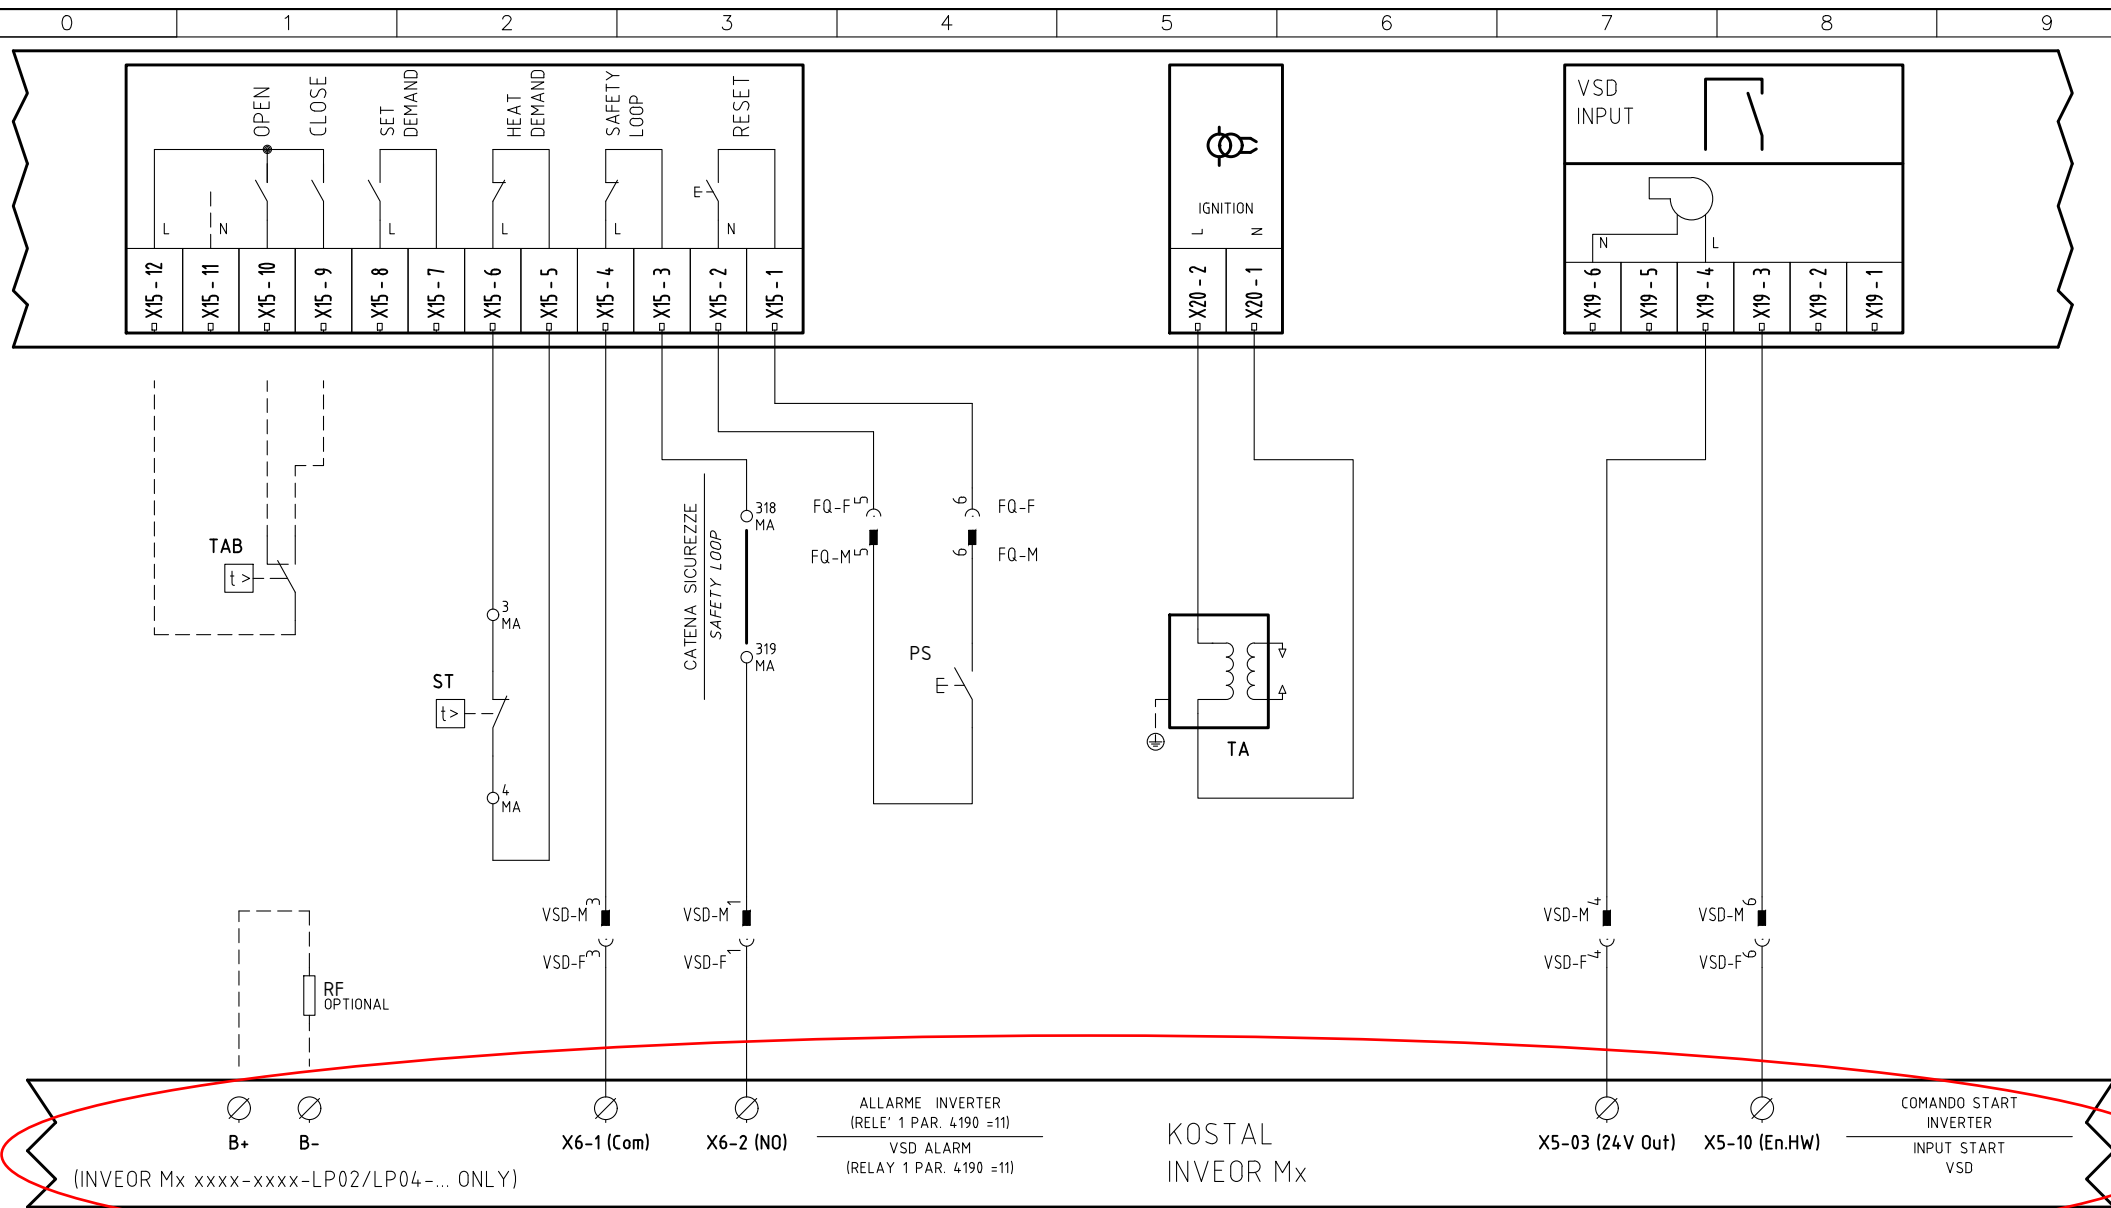 0 1 2 3 4 5 6 7 8 9
OPEN
CLOSE
SET
DEMAND
HEAT
DEMAND
SAFETY
LOOP
RESET
E
L N L L L N
X15 - 12
X15 - 11
X15 - 10
X15 - 9
X15 - 8
X15 - 7
X15 - 6
X15 - 5
X15 - 4
X15 - 3
X15 - 2
X15 - 1
IGNITION
L N
X20 - 2
X20 - 1
VSD
INPUT
N L
X19 - 6
X19 - 5
X19 - 4
X19 - 3
X19 - 2
X19 - 1
TAB
t >
3
MA
ST
t >
4
MA
CATENA SICUREZZE
SAFETY LOOP
318
MA
319
MA
FQ-F 5
FQ-M 5
6 FQ-F
6 FQ-M
PS
E
TA
VSD-M 3
VSD-F 3
VSD-M 1
VSD-F 1
VSD-M 4
VSD-F 4
VSD-M 6
VSD-F 6
RF
OPTIONAL
B+
B-
(INVEOR Mx xxxx-xxxx-LP02/LP04-... ONLY)
X6-1 (Com)
X6-2 (NO)
ALLARME INVERTER
(RELE' 1 PAR. 4190 =11)
VSD ALARM
(RELAY 1 PAR. 4190 =11)
KOSTAL
INVEOR Mx
X5-03 (24V Out)
X5-10 (En.HW)
COMANDO START
INVERTER
INPUT START
VSD